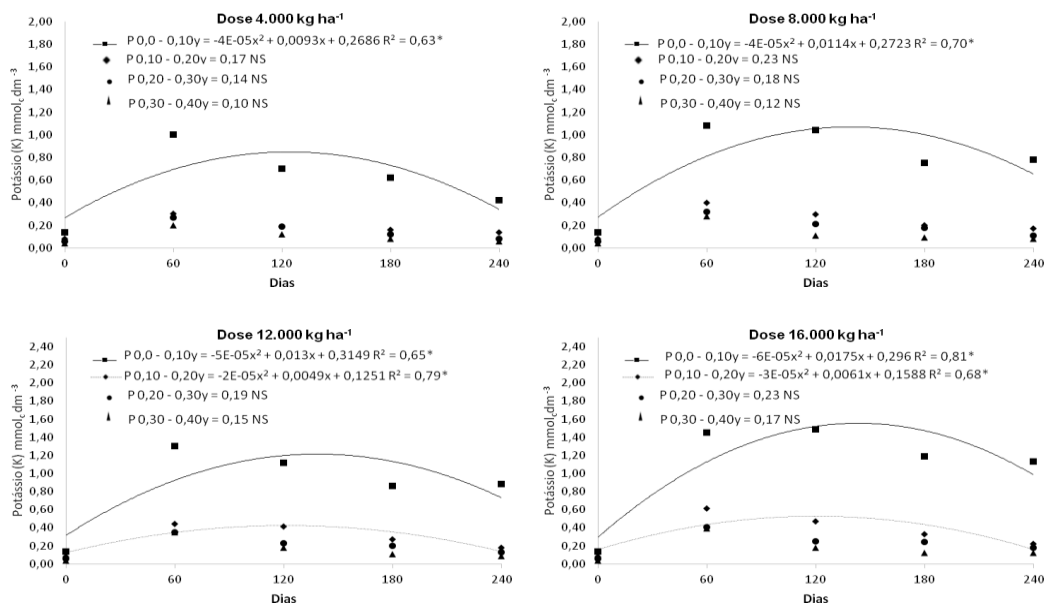 Dose 4.000 kg ha⁻¹
Potássio (K) mmolcdm⁻³
2,00
1,80
1,60
1,40
1,20
1,00
0,80
0,60
0,40
0,20
0,00
P 0,0 - 0,10y = -4E-05x² + 0,0093x + 0,2686 R² = 0,63*
P 0,10 - 0,20y = 0,17 NS
P 0,20 - 0,30y = 0,14 NS
P 0,30 - 0,40y = 0,10 NS
0 60 120 180 240
Dias
Dose 8.000 kg ha⁻¹
Potássio (K) mmolcdm⁻³
2,00
1,80
1,60
1,40
1,20
1,00
0,80
0,60
0,40
0,20
0,00
P 0,0 - 0,10y = -4E-05x² + 0,0114x + 0,2723 R² = 0,70*
P 0,10 - 0,20y = 0,23 NS
P 0,20 - 0,30y = 0,18 NS
P 0,30 - 0,40y = 0,12 NS
0 60 120 180 240
Dias
Dose 12.000 kg ha⁻¹
Potássio (K) mmolcdm⁻³
2,40
2,20
2,00
1,80
1,60
1,40
1,20
1,00
0,80
0,60
0,40
0,20
0,00
P 0,0 - 0,10y = -5E-05x² + 0,013x + 0,3149 R² = 0,65*
P 0,10 - 0,20y = -2E-05x² + 0,0049x + 0,1251 R² = 0,79*
P 0,20 - 0,30y = 0,19 NS
P 0,30 - 0,40y = 0,15 NS
0 60 120 180 240
Dias
Dose 16.000 kg ha⁻¹
Potássio (K) mmolcdm⁻³
2,40
2,20
2,00
1,80
1,60
1,40
1,20
1,00
0,80
0,60
0,40
0,20
0,00
P 0,0 - 0,10y = -6E-05x² + 0,0175x + 0,296 R² = 0,81*
P 0,10 - 0,20y = -3E-05x² + 0,0061x + 0,1588 R² = 0,68*
P 0,20 - 0,30y = 0,23 NS
P 0,30 - 0,40y = 0,17 NS
0 60 120 180 240
Dias